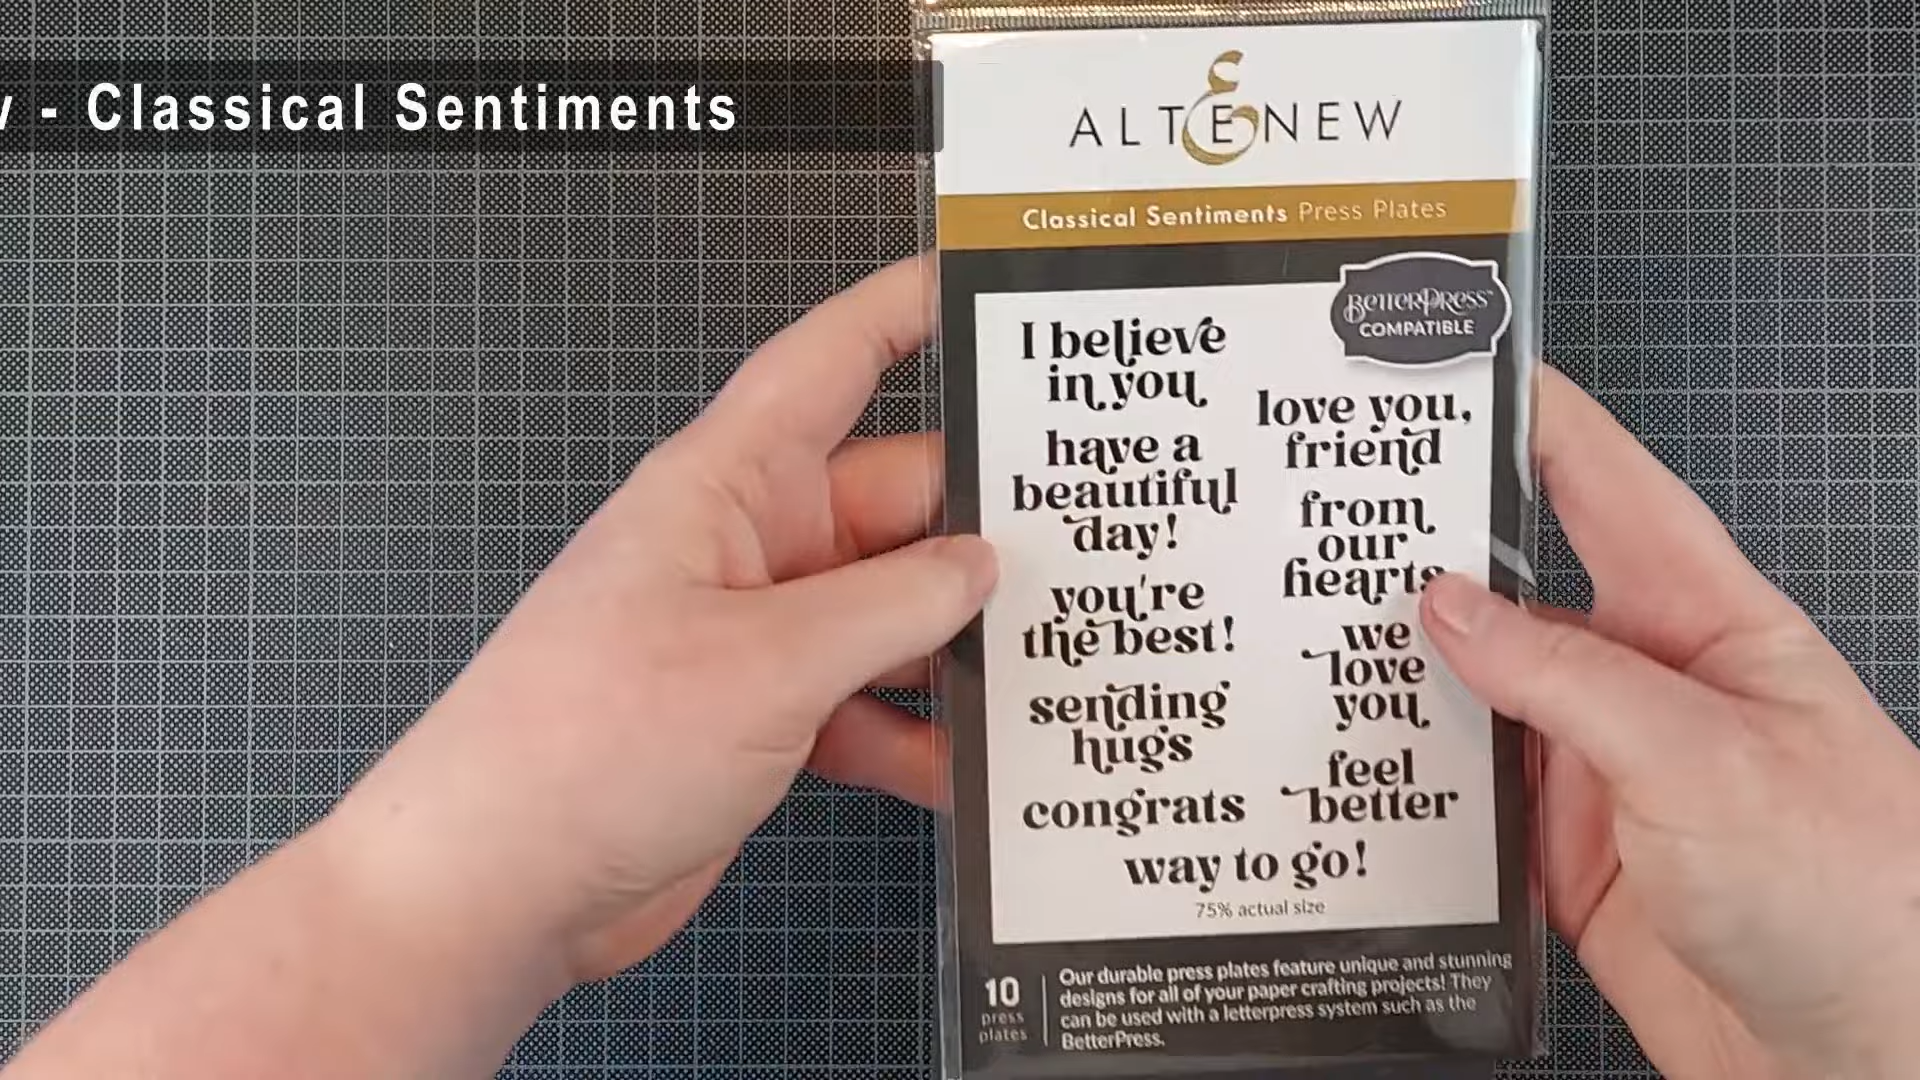 - Classical Sentiments
ALTENEW
Classical Sentiments Press Plates
BETTERPRESS™
COMPATIBLE
I believe
in you
have a
beautiful
day!
you're
the best!
sending
hugs
congrats
love you,
friend
from
our
hearts
we
love
you
feel
better
way to go!
75% actual size
10
press
plates
Our durable press plates feature unique and stunning
designs for all of your paper crafting projects! They
can be used with a letterpress system such as the
BetterPress.